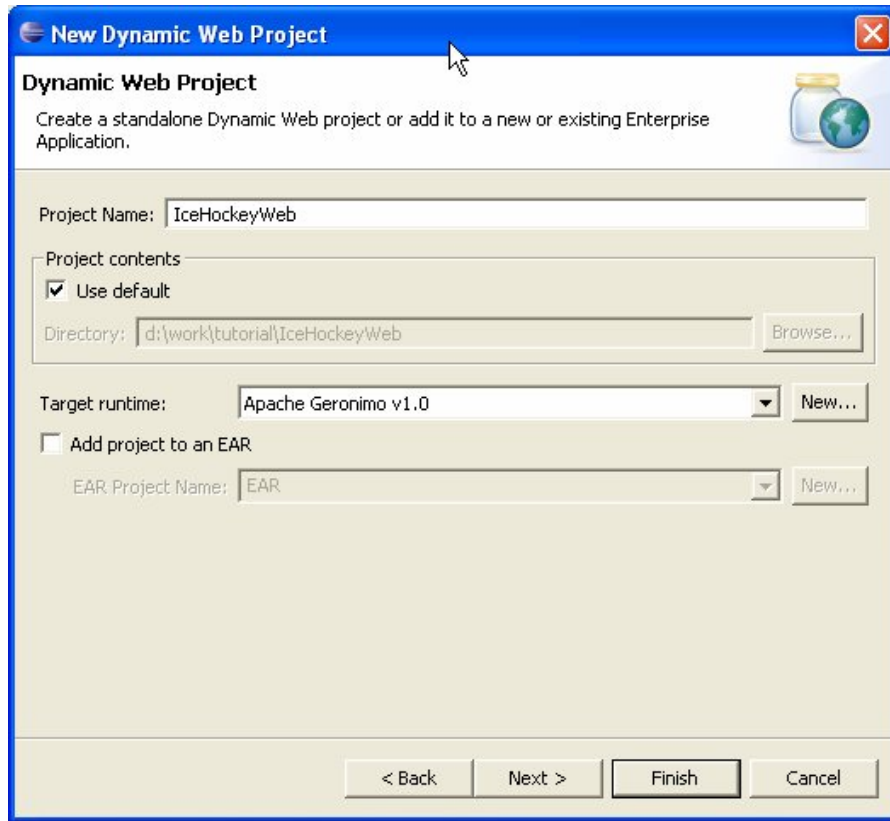 New Dynamic Web Project
Dynamic Web Project
Create a standalone Dynamic Web project or add it to a new or existing Enterprise
Application.
Project Name: IceHockeyWeb
Project contents
Use default
Directory: d:\work\tutorial\IceHockeyWeb Browse...
Target runtime: Apache Geronimo v1.0 New...
Add project to an EAR
EAR Project Name: EAR New...
< Back Next > Finish Cancel